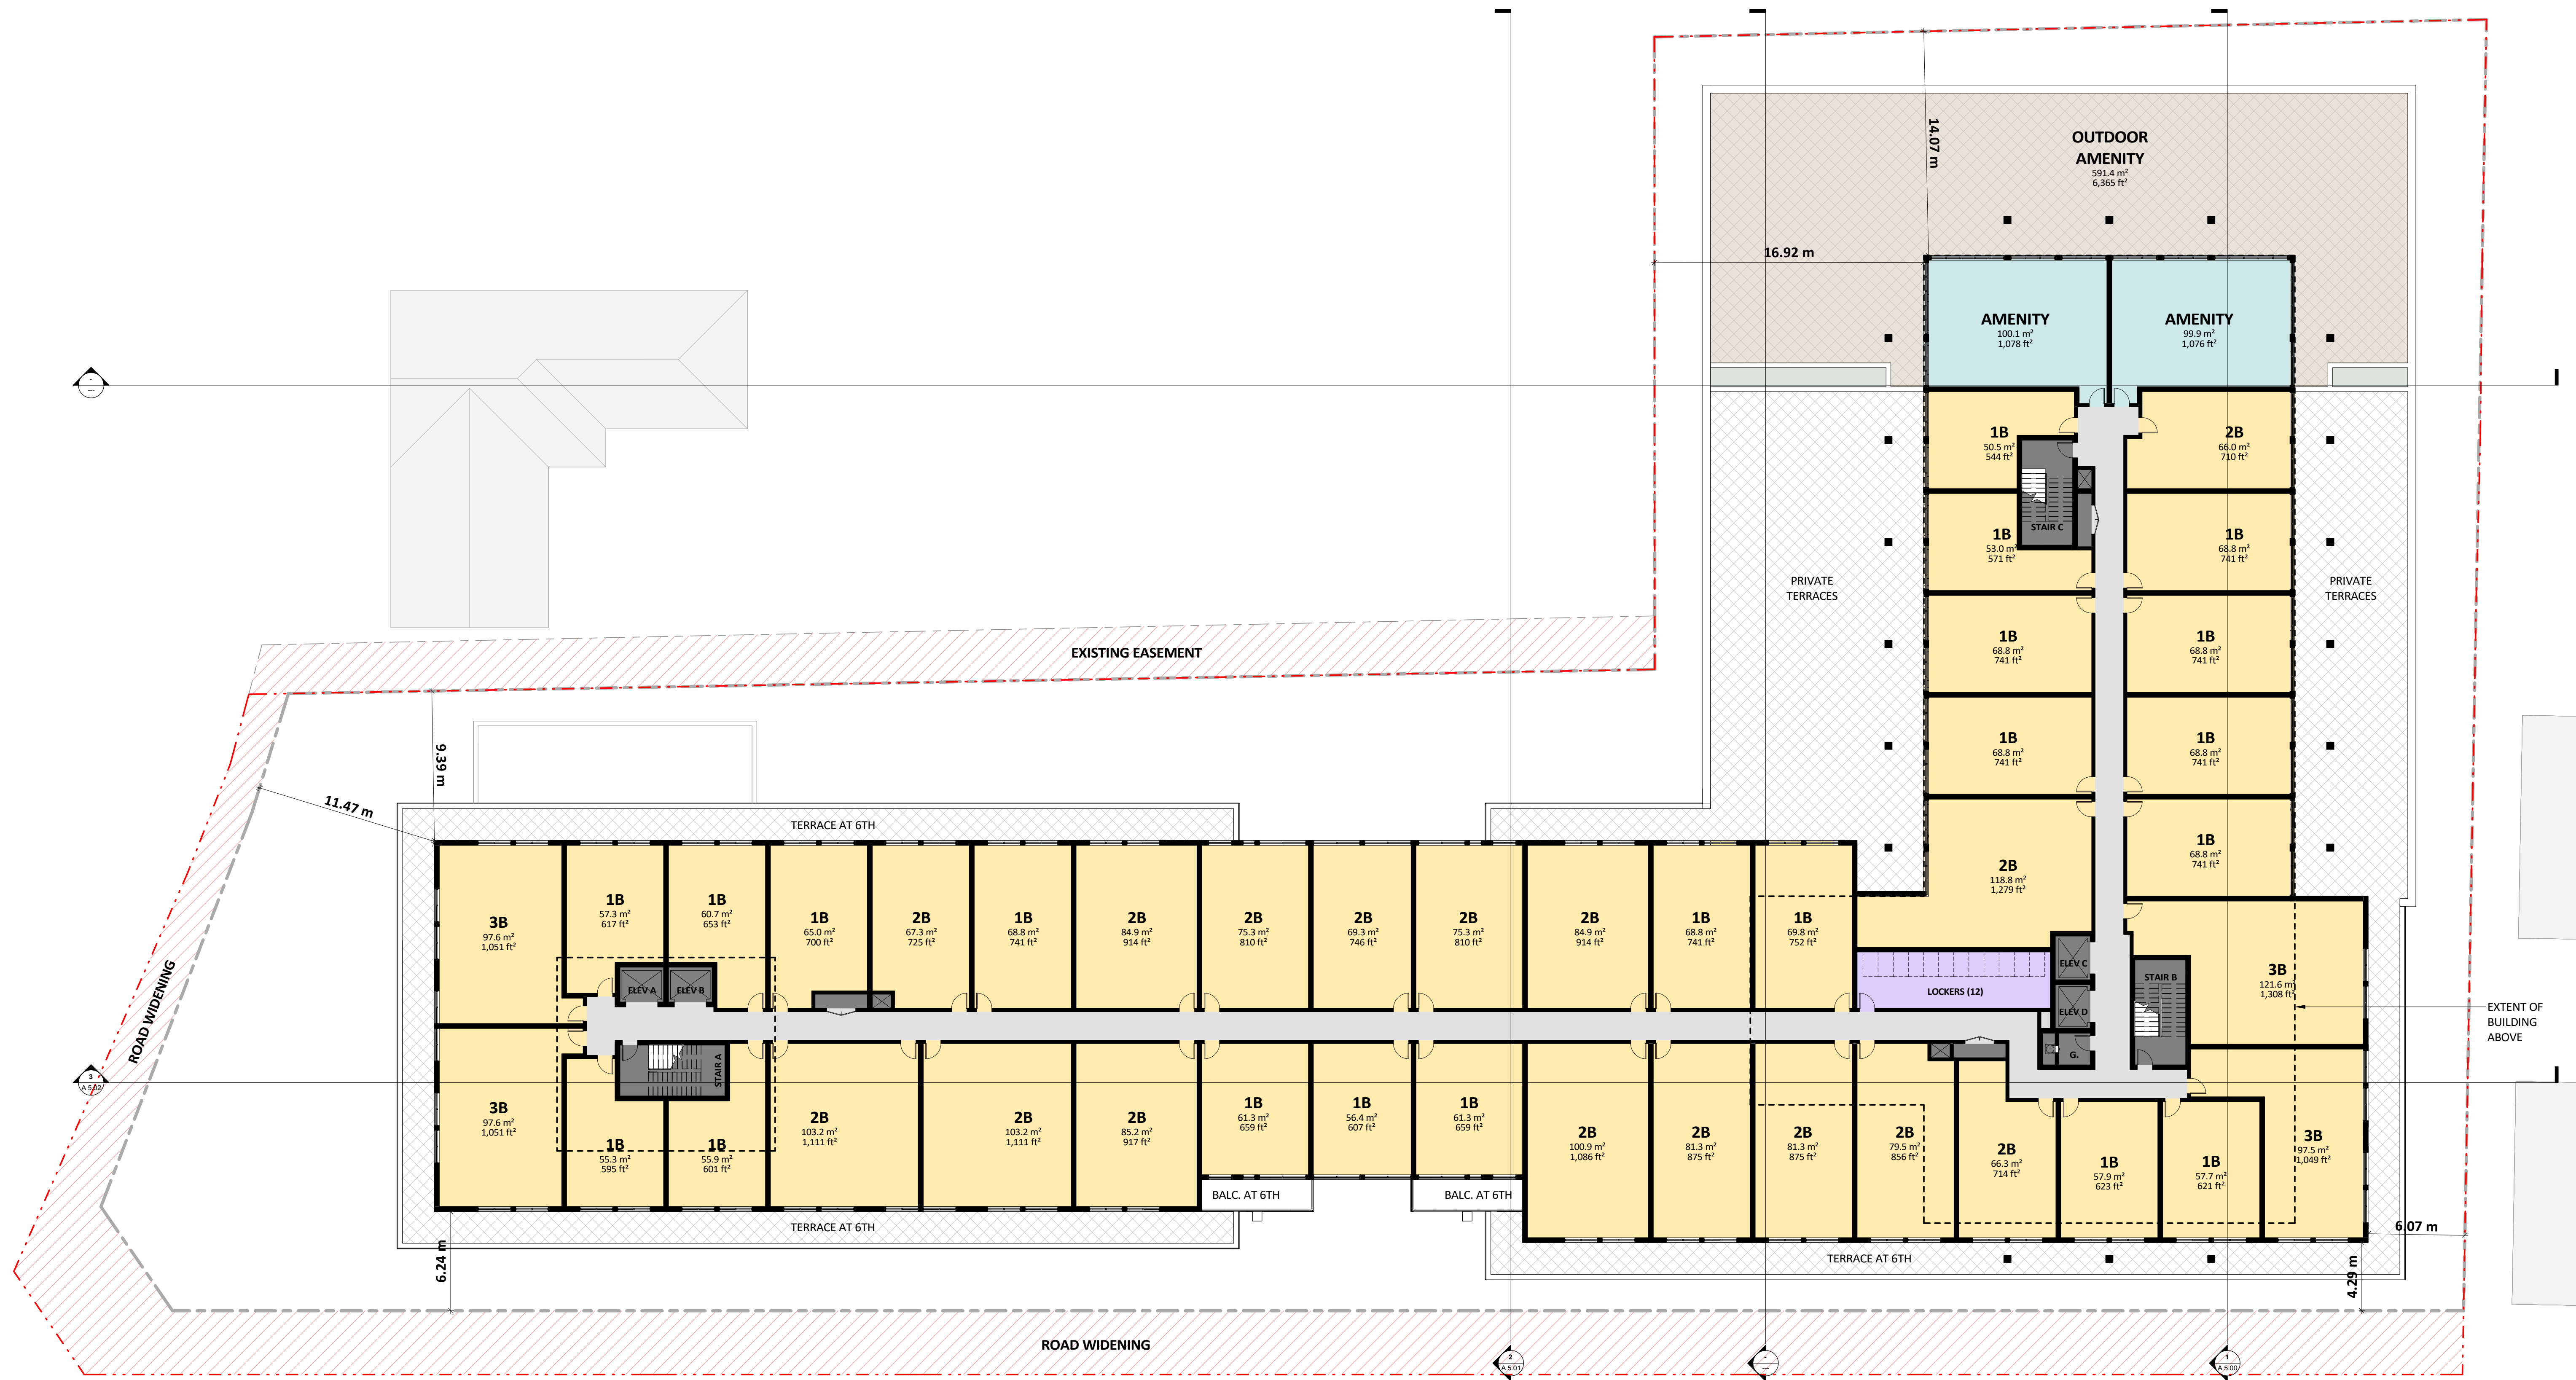 OUTDOOR
AMENITY
591.4 m²
6,365 ft²
14.07 m
16.92 m
AMENITY
100.1 m²
1,078 ft²
AMENITY
99.9 m²
1,076 ft²
-
---
1B
50.5 m²
544 ft²
2B
66.0 m²
710 ft²
STAIR C
1B
53.0 m²
571 ft²
1B
68.8 m²
741 ft²
PRIVATE
TERRACES
PRIVATE
TERRACES
1B
68.8 m²
741 ft²
1B
68.8 m²
741 ft²
EXISTING EASEMENT
1B
68.8 m²
741 ft²
1B
68.8 m²
741 ft²
9.39 m
11.47 m
TERRACE AT 6TH
2B
118.8 m²
1,279 ft²
1B
68.8 m²
741 ft²
3B
97.6 m²
1,051 ft²
1B
57.3 m²
617 ft²
1B
60.7 m²
653 ft²
1B
65.0 m²
700 ft²
2B
67.3 m²
725 ft²
1B
68.8 m²
741 ft²
2B
84.9 m²
914 ft²
2B
75.3 m²
810 ft²
2B
69.3 m²
746 ft²
2B
75.3 m²
810 ft²
2B
84.9 m²
914 ft²
1B
68.8 m²
741 ft²
1B
69.8 m²
752 ft²
ELEV A
ELEV B
LOCKERS (12)
ELEV C
ELEV D
STAIR B
G.
3B
121.6 m²
1,308 ft²
EXTENT OF
BUILDING
ABOVE
ROAD WIDENING
3
A 5.02
STAIR A
3B
97.6 m²
1,051 ft²
1B
55.3 m²
595 ft²
1B
55.9 m²
601 ft²
2B
103.2 m²
1,111 ft²
2B
103.2 m²
1,111 ft²
2B
85.2 m²
917 ft²
1B
61.3 m²
659 ft²
1B
56.4 m²
607 ft²
1B
61.3 m²
659 ft²
2B
100.9 m²
1,086 ft²
2B
81.3 m²
875 ft²
2B
81.3 m²
875 ft²
2B
79.5 m²
856 ft²
2B
66.3 m²
714 ft²
1B
57.9 m²
623 ft²
1B
57.7 m²
621 ft²
3B
97.5 m²
1,049 ft²
BALC. AT 6TH
BALC. AT 6TH
TERRACE AT 6TH
TERRACE AT 6TH
6.24 m
6.07 m
4.29 m
ROAD WIDENING
2
A 5.01
-
---
1
A 5.00